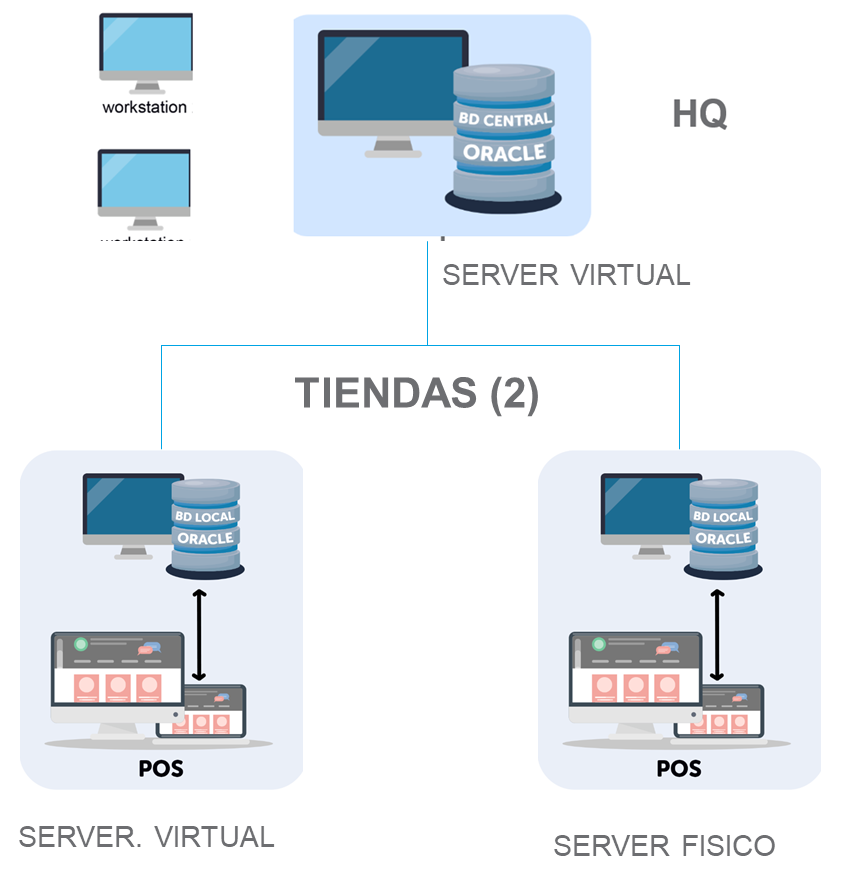 workstation
HQ
BD CENTRAL
ORACLE
SERVER VIRTUAL
TIENDAS (2)
BD LOCAL
ORACLE
POS
SERVER. VIRTUAL
BD LOCAL
ORACLE
POS
SERVER FISICO